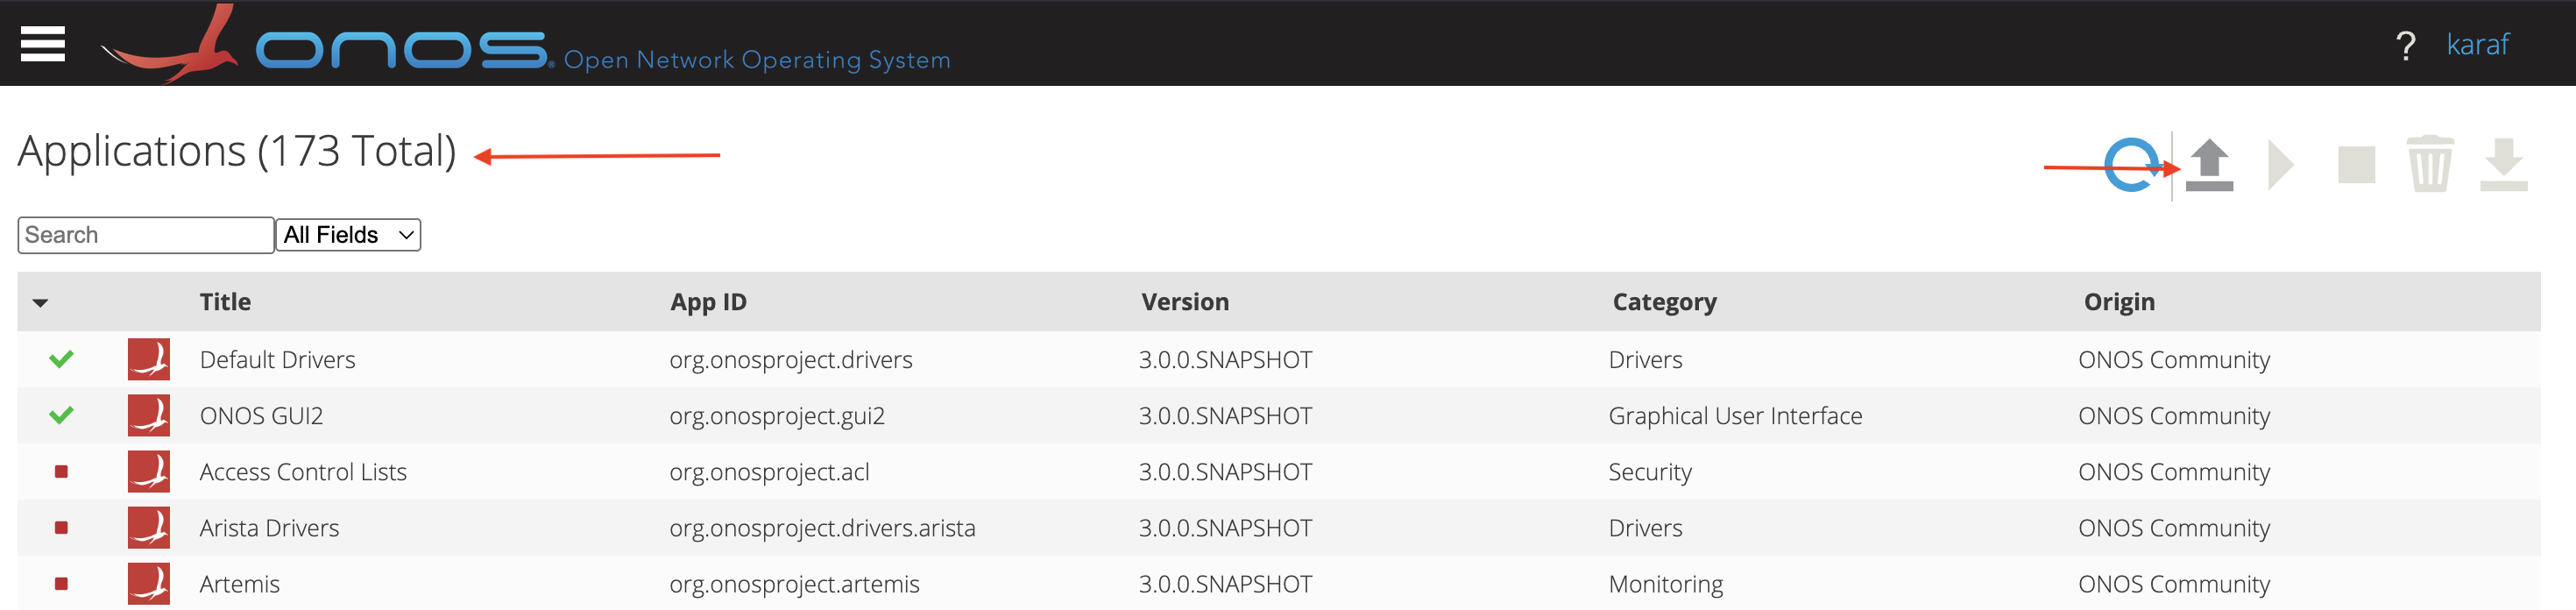 onos® Open Network Operating System ? karaf
Applications (173 Total)
Search All Fields
Title App ID Version Category Origin
Default Drivers org.onosproject.drivers 3.0.0.SNAPSHOT Drivers ONOS Community
ONOS GUI2 org.onosproject.gui2 3.0.0.SNAPSHOT Graphical User Interface ONOS Community
Access Control Lists org.onosproject.acl 3.0.0.SNAPSHOT Security ONOS Community
Arista Drivers org.onosproject.drivers.arista 3.0.0.SNAPSHOT Drivers ONOS Community
Artemis org.onosproject.artemis 3.0.0.SNAPSHOT Monitoring ONOS Community